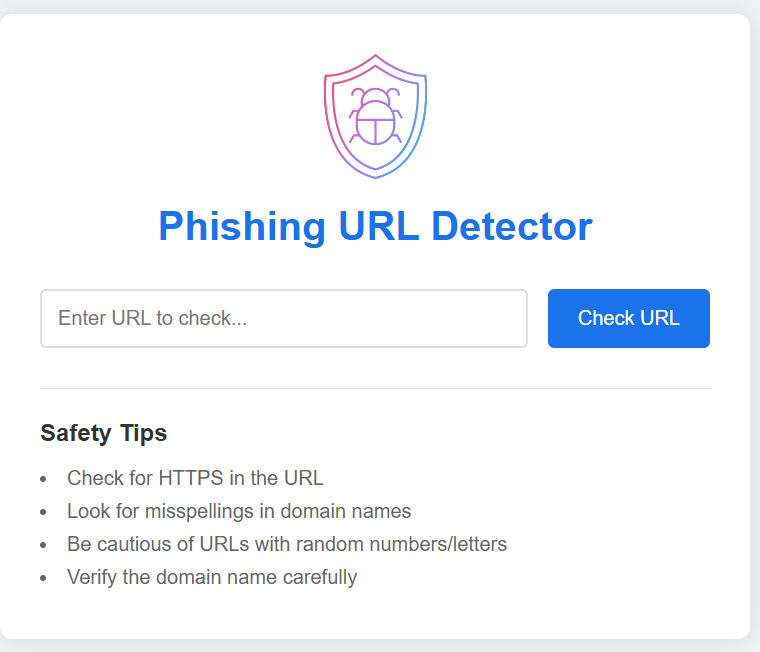 Phishing URL Detector
Enter URL to check...
Check URL
Safety Tips
Check for HTTPS in the URL
Look for misspellings in domain names
Be cautious of URLs with random numbers/letters
Verify the domain name carefully